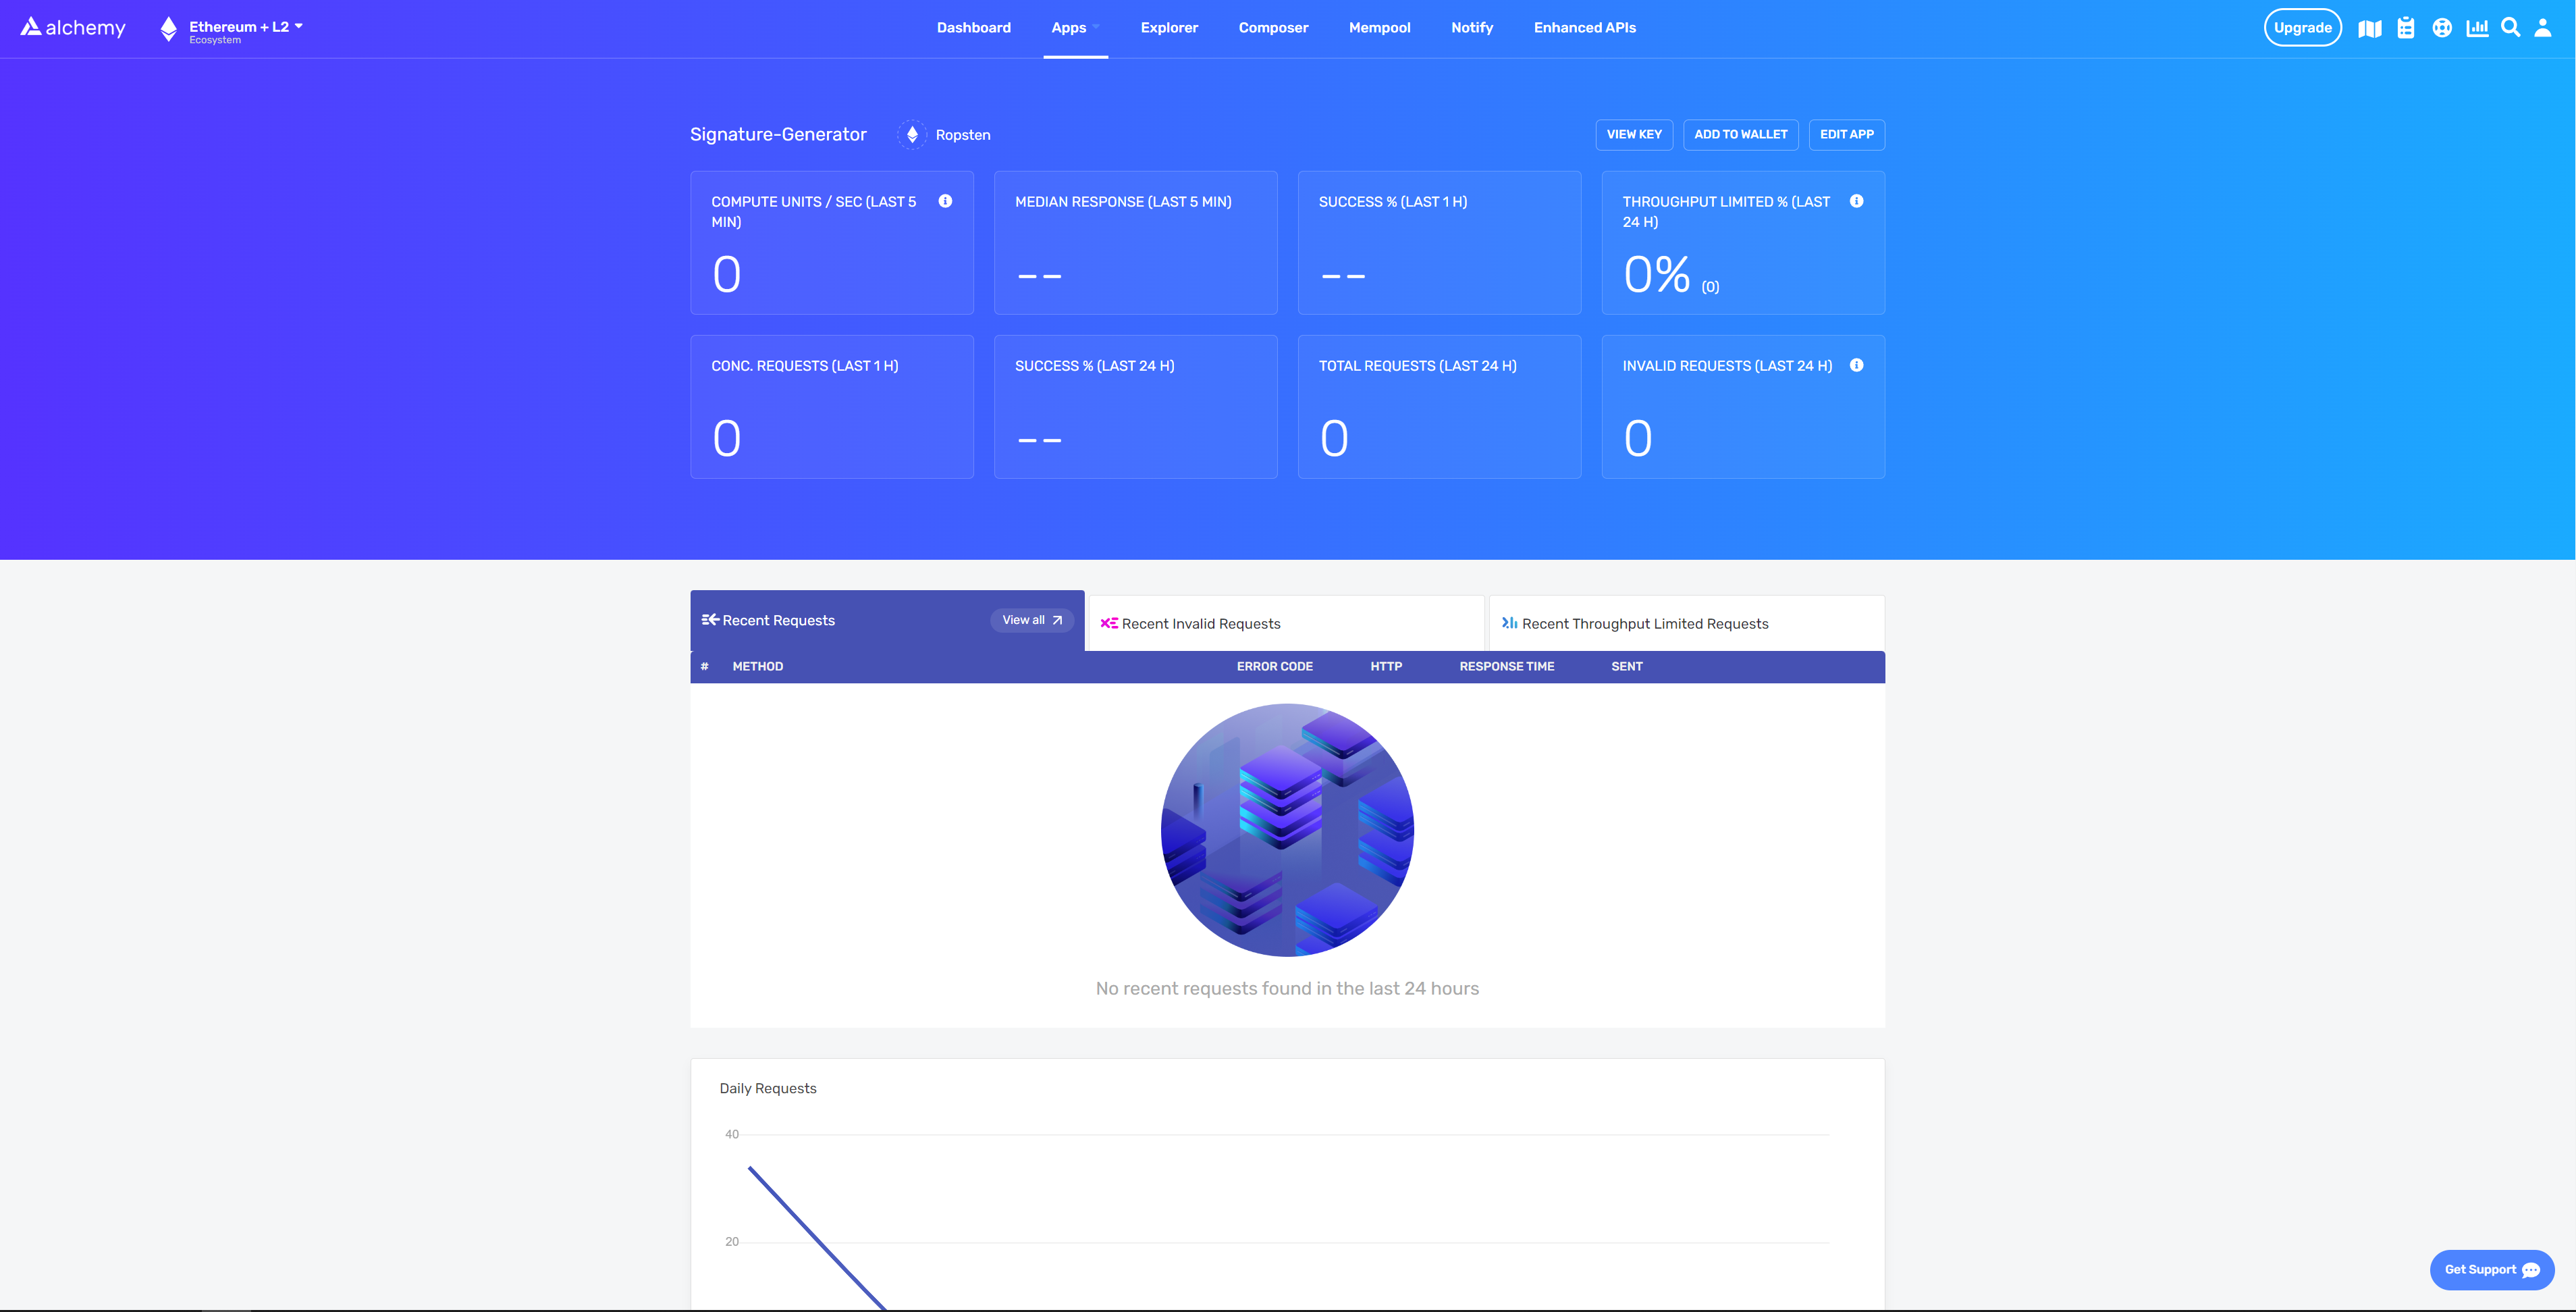 alchemy
Ethereum + L2
Ecosystem
Dashboard
Apps
Explorer
Composer
Mempool
Notify
Enhanced APIs
Upgrade
Signature-Generator
Ropsten
VIEW KEY
ADD TO WALLET
EDIT APP
COMPUTE UNITS / SEC (LAST 5
MIN)
0
MEDIAN RESPONSE (LAST 5 MIN)
--
SUCCESS % (LAST 1 H)
--
THROUGHPUT LIMITED % (LAST
24 H)
0% (0)
CONC. REQUESTS (LAST 1 H)
0
SUCCESS % (LAST 24 H)
--
TOTAL REQUESTS (LAST 24 H)
0
INVALID REQUESTS (LAST 24 H)
0
Recent Requests
View all
Recent Invalid Requests
Recent Throughput Limited Requests
# METHOD ERROR CODE HTTP RESPONSE TIME SENT
No recent requests found in the last 24 hours
Daily Requests
40
20
Get Support